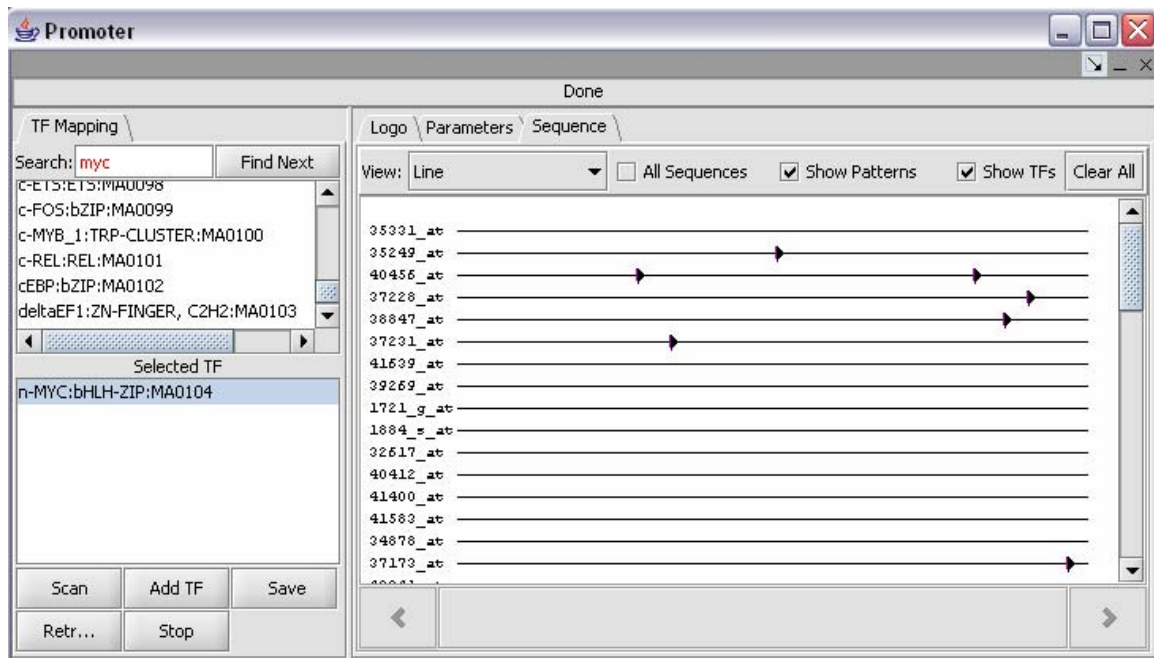 Promoter
Done
TF Mapping
Search: myc Find Next
c-ETS:ETS:MA0098
c-FOS:bZIP:MA0099
c-MYB_1:TRP-CLUSTER:MA0100
c-REL:REL:MA0101
cEBP:bZIP:MA0102
deltaEF1:ZN-FINGER, C2H2:MA0103
Selected TF
n-MYC:bHLH-ZIP:MA0104
Scan Add TF Save
Retr... Stop
Logo Parameters Sequence
View: Line All Sequences Show Patterns Show TFs Clear All
35331_at
35249_at
40456_at
37228_at
38847_at
37231_at
41639_at
39269_at
1721_g_at
1884_s_at
32617_at
40412_at
41400_at
41583_at
34878_at
37173_at